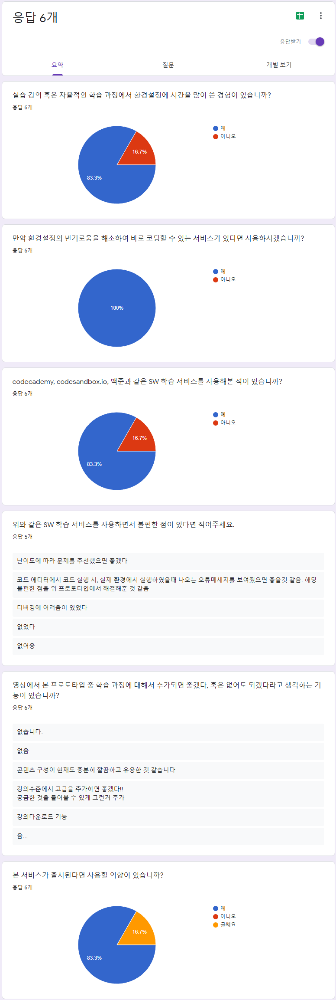 응답 6개
응답받기
요약
질문
개별 보기
실습 강의 혹은 자율적인 학습 과정에서 환경설정에 시간을 많이 쓴 경험이 있습니까?
응답 6개
예
아니오
16.7%
83.3%
만약 환경설정의 번거로움을 해소하여 바로 코딩할 수 있는 서비스가 있다면 사용하시겠습니까?
응답 6개
예
아니오
100%
codecademy, codesandbox.io, 백준과 같은 SW 학습 서비스를 사용해본 적이 있습니까?
응답 6개
예
아니오
16.7%
83.3%
위와 같은 SW 학습 서비스를 사용하면서 불편한 점이 있다면 적어주세요.
응답 5개
난이도에 따라 문제를 추천했으면 좋겠다
코드 에디터에서 코드 실행 시, 실제 환경에서 실행하였을때 나오는 오류메세지를 보여줬으면 좋을것 같음. 해당
불편한 점을 위 프로토타입에서 해결해준 것 같음
디버깅에 어려움이 있었다
없었다
없어용
영상에서 본 프로토타입 중 학습 과정에 대해서 추가되면 좋겠다, 혹은 없어도 되겠다라고 생각하는 기
능이 있습니까?
응답 6개
없습니다.
없음
콘텐츠 구성이 현재도 충분히 깔끔하고 유용한 것 같습니다
강의수준에서 고급을 추가하면 좋겠다!!
궁금한 것을 물어볼 수 있게 그런거 추가
강의다운로드 기능
음...
본 서비스가 출시된다면 사용할 의향이 있습니까?
응답 6개
예
아니오
글쎄요
16.7%
83.3%